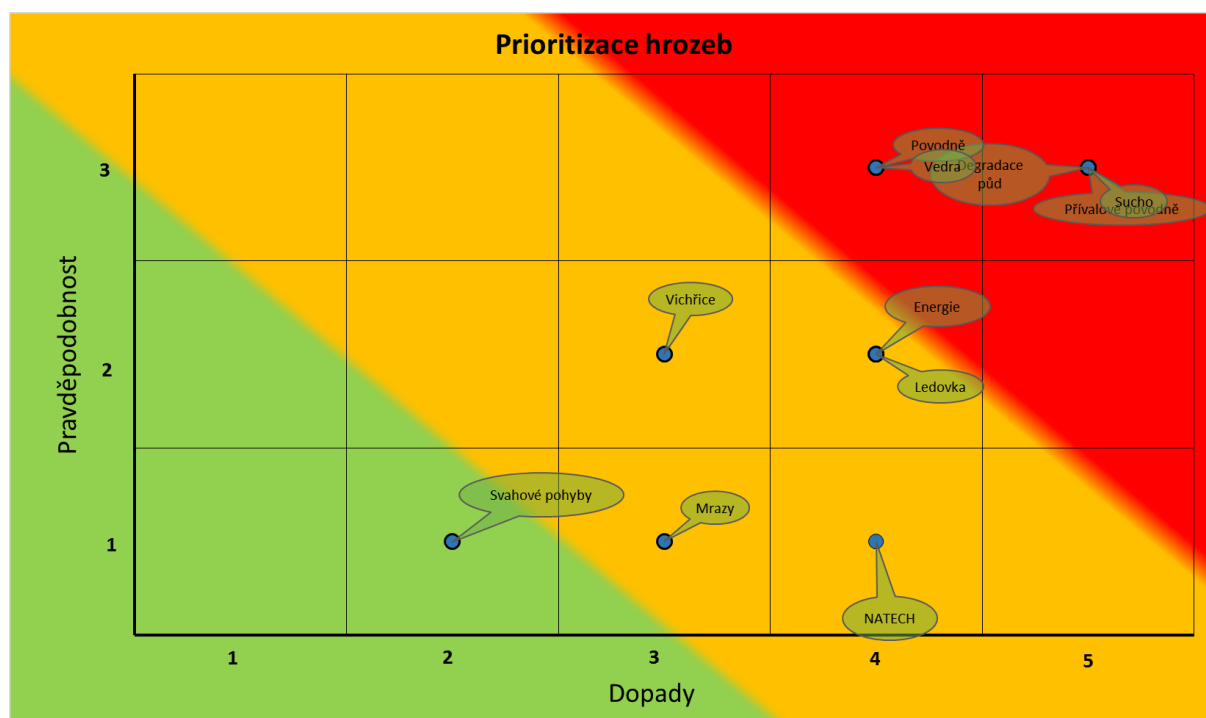 Prioritizace hrozeb
Pravděpodobnost
3
Povodně
Vedra
Degradace
půd
Sucho
Přívalové povodně
Vichřice
Energie
2
Ledovka
Svahové pohyby
Mrazy
1
NATECH
1
2
3
4
5
Dopady